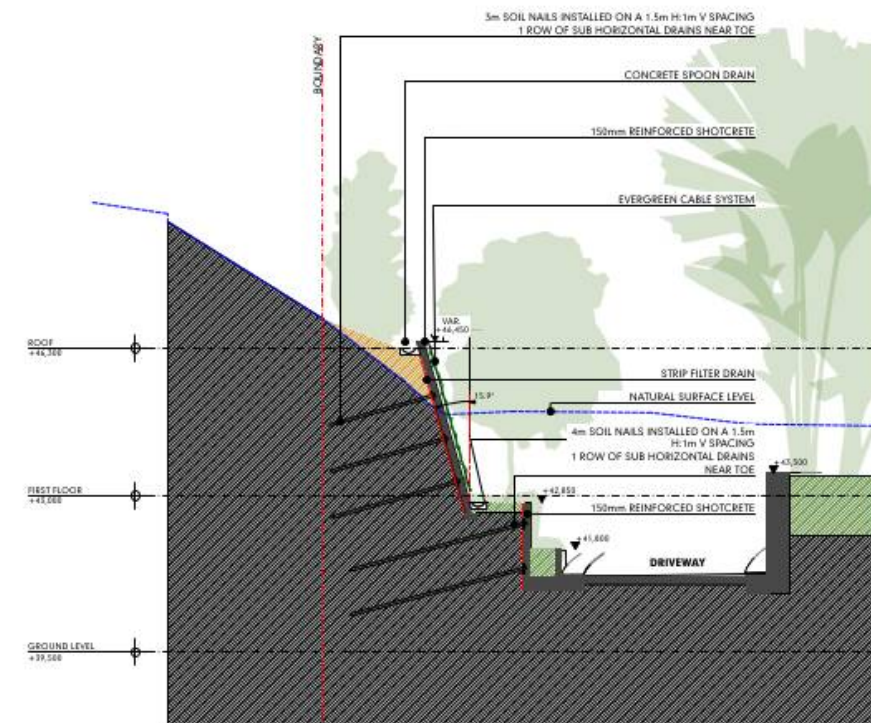 3m SOIL NAILS INSTALLED ON A 1.5m H:1m V SPACING
1 ROW OF SUB HORIZONTAL DRAINS NEAR TOE
BOUNDARY
CONCRETE SPOON DRAIN
150mm REINFORCED SHOTCRETE
EVERGREEN CABLE SYSTEM
VAR.
+46,450
ROOF
+46,300
STRIP FILTER DRAIN
15.9°
NATURAL SURFACE LEVEL
4m SOIL NAILS INSTALLED ON A 1.5m
H:1m V SPACING
1 ROW OF SUB HORIZONTAL DRAINS
NEAR TOE
+43,500
FIRST FLOOR
+43,000
+42,850
150mm REINFORCED SHOTCRETE
DRIVEWAY
GROUND LEVEL
+39,500